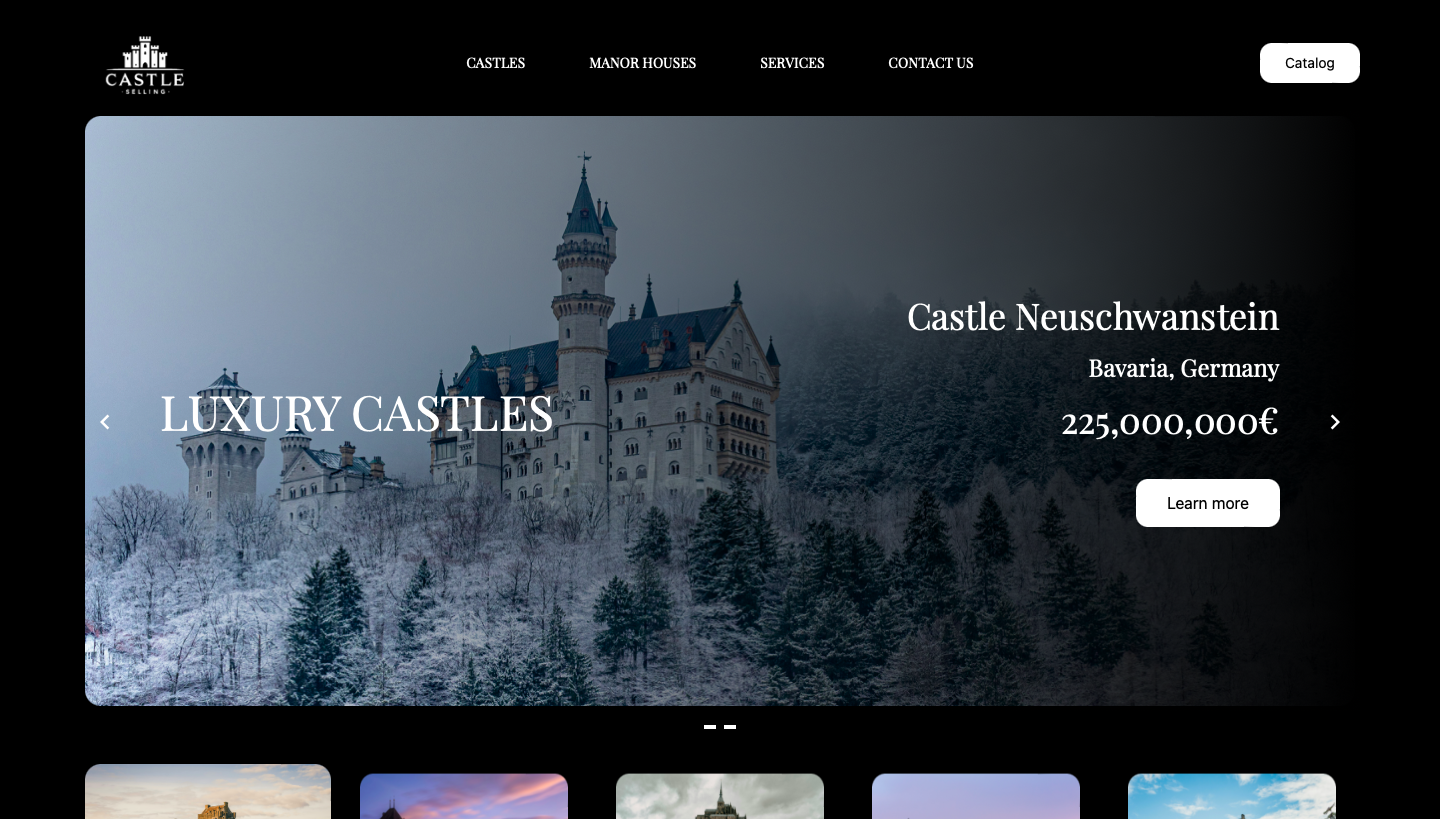 CASTLE
·SELLING·
CASTLES
MANOR HOUSES
SERVICES
CONTACT US
Catalog
LUXURY CASTLES
Castle Neuschwanstein
Bavaria, Germany
225,000,000€
Learn more